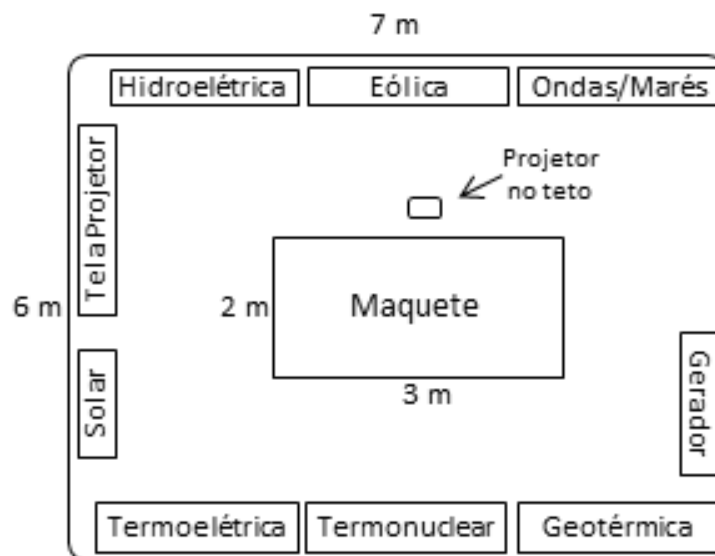 7 m
Hidroelétrica
Eólica
Ondas/Marés
Projetor
no teto
Tela Projetor
6 m
2 m
Maquete
3 m
Solar
Gerador
Termoelétrica
Termonuclear
Geotérmica